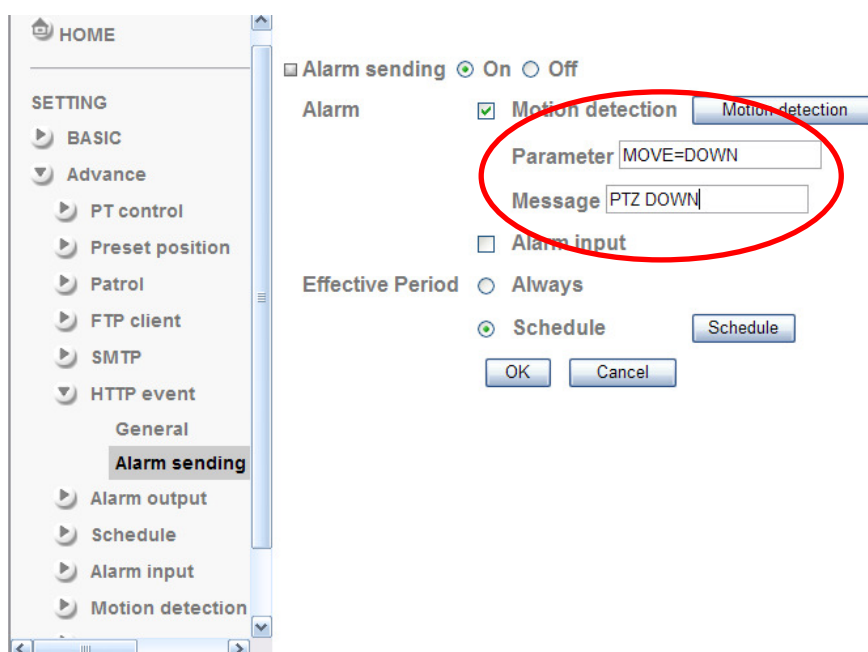 HOME
SETTING
BASIC
Advance
PT control
Preset position
Patrol
FTP client
SMTP
HTTP event
General
Alarm sending
Alarm output
Schedule
Alarm input
Motion detection
Alarm sending On Off
Alarm Motion detection Motion detection
Parameter MOVE=DOWN
Message PTZ DOWN
Alarm input
Effective Period Always
Schedule Schedule
OK Cancel